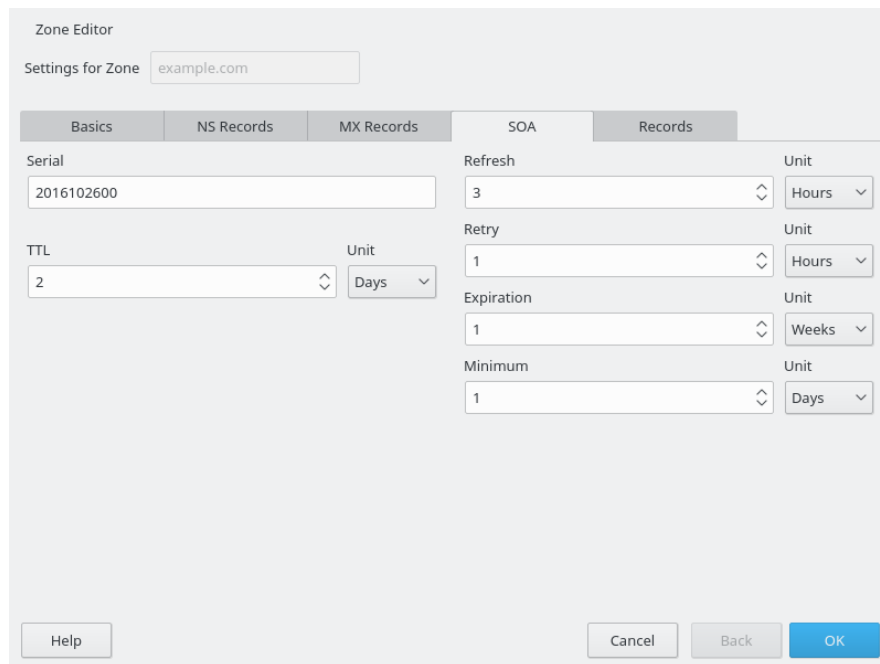 Zone Editor
Settings for Zone example.com
Basics NS Records MX Records SOA Records
Serial
2016102600
TTL Unit
2 Days
Refresh Unit
3 Hours
Retry Unit
1 Hours
Expiration Unit
1 Weeks
Minimum Unit
1 Days
Help Cancel Back OK